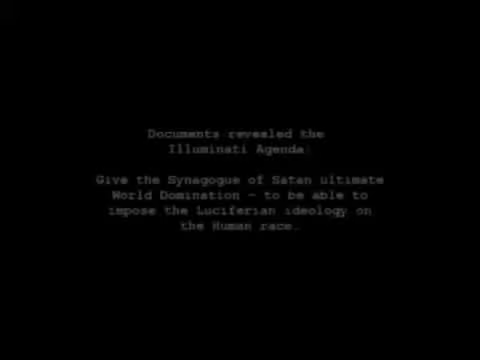 Documents revealed the
Illuminati Agenda:
Give the Synagogue of Satan ultimate
World Domination - to be able to
impose the Luciferian ideology on
the Human race.